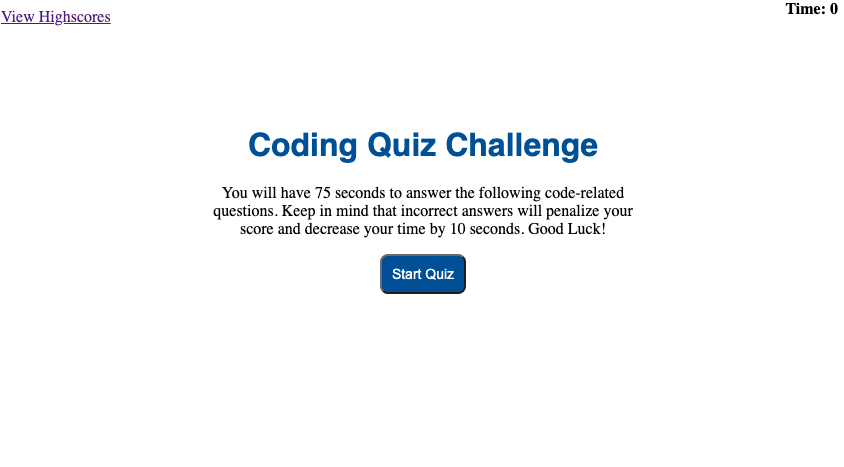 View Highscores
Time: 0
Coding Quiz Challenge
You will have 75 seconds to answer the following code-related
questions. Keep in mind that incorrect answers will penalize your
score and decrease your time by 10 seconds. Good Luck!
Start Quiz